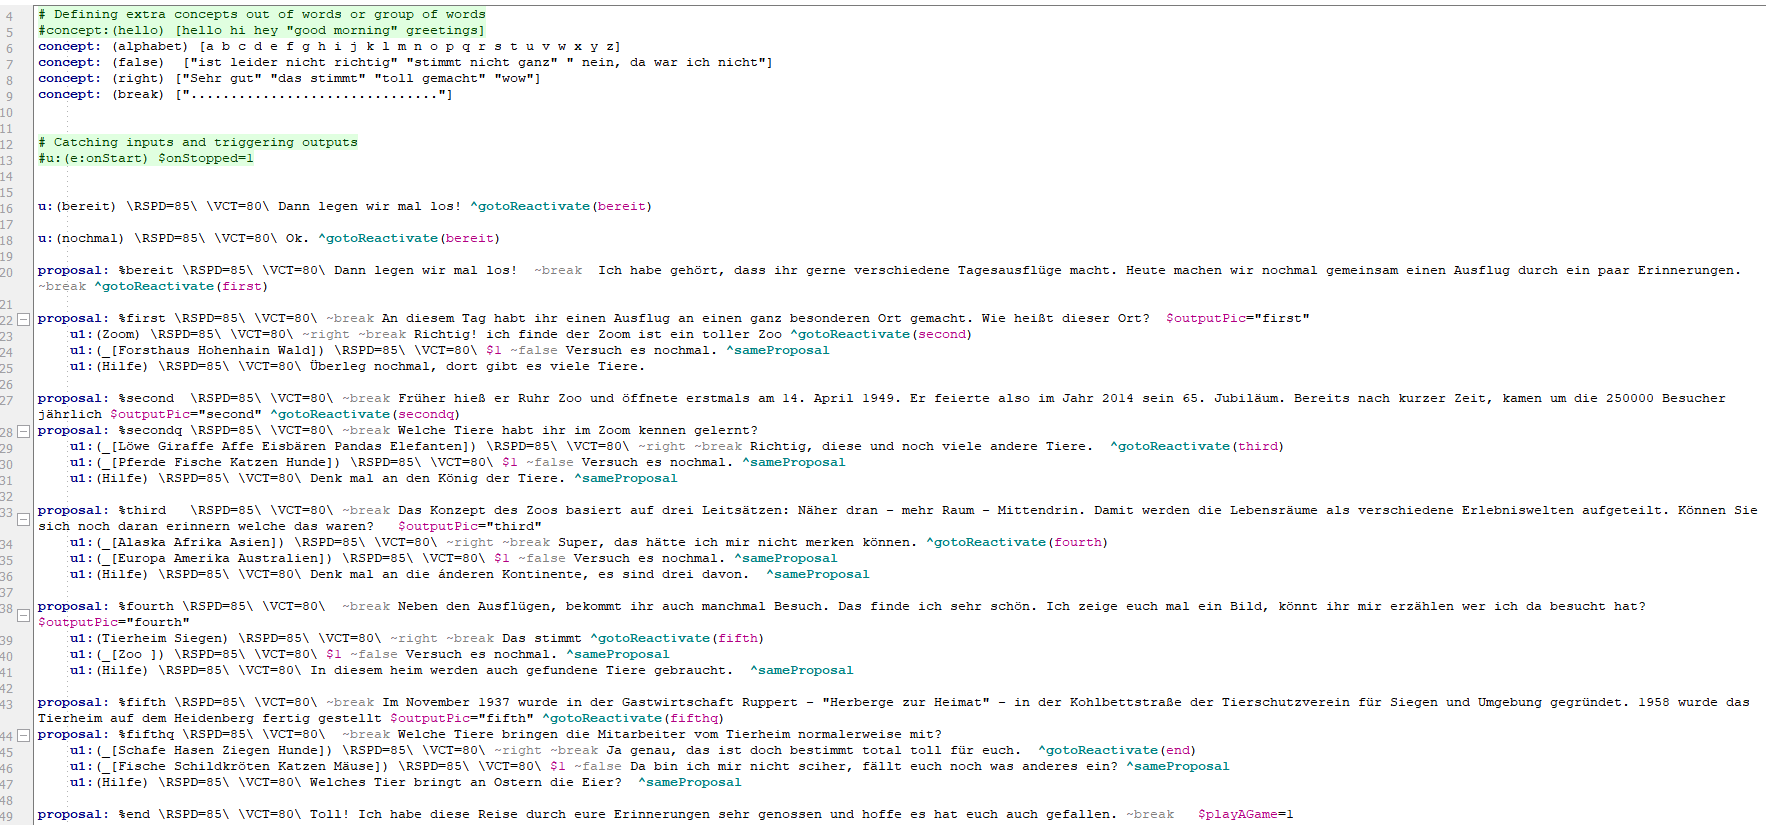 4 # Defining extra concepts out of words or group of words
5 #concept:(hello) [hello hi hey "good morning" greetings]
6 concept: (alphabet) [a b c d e f g h i j k l m n o p q r s t u v w x y z]
7 concept: (false)  ["ist leider nicht richtig" "stimmt nicht ganz" " nein, da war ich nicht"]
8 concept: (right) ["Sehr gut" "das stimmt" "toll gemacht" "wow"]
9 concept: (break) ["..............................."]
10
11
12 # Catching inputs and triggering outputs
13 #u:(e:onStart) $onStopped=1
14
15
16 u:(bereit) \RSPD=85\ \VCT=80\ Dann legen wir mal los! ^gotoReactivate(bereit)
17
18 u:(nochmal) \RSPD=85\ \VCT=80\ Ok. ^gotoReactivate(bereit)
19
20 proposal: %bereit \RSPD=85\ \VCT=80\ Dann legen wir mal los!  ~break  Ich habe gehört, dass ihr gerne verschiedene Tagesausflüge macht. Heute machen wir nochmal gemeinsam einen Ausflug durch ein paar Erinnerungen.
~break ^gotoReactivate(first)
21
22 proposal: %first \RSPD=85\ \VCT=80\ ~break An diesem Tag habt ihr einen Ausflug an einen ganz besonderen Ort gemacht. Wie heißt dieser Ort?  $outputPic="first"
23 u1:(Zoom) \RSPD=85\ \VCT=80\ ~right ~break Richtig! ich finde der Zoom ist ein toller Zoo ^gotoReactivate(second)
24 u1:(_[Forsthaus Hohenhain Wald]) \RSPD=85\ \VCT=80\ $1 ~false Versuch es nochmal. ^sameProposal
25 u1:(Hilfe) \RSPD=85\ \VCT=80\ Überleg nochmal, dort gibt es viele Tiere.
26
27 proposal: %second  \RSPD=85\ \VCT=80\ ~break Früher hieß er Ruhr Zoo und öffnete erstmals am 14. April 1949. Er feierte also im Jahr 2014 sein 65. Jubiläum. Bereits nach kurzer Zeit, kamen um die 250000 Besucher
jährlich $outputPic="second" ^gotoReactivate(secondq)
28 proposal: %secondq \RSPD=85\ \VCT=80\ ~break Welche Tiere habt ihr im Zoom kennen gelernt?
29 u1:(_[Löwe Giraffe Affe Eisbären Pandas Elefanten]) \RSPD=85\ \VCT=80\ ~right ~break Richtig, diese und noch viele andere Tiere.  ^gotoReactivate(third)
30 u1:(_[Pferde Fische Katzen Hunde]) \RSPD=85\ \VCT=80\ $1 ~false Versuch es nochmal. ^sameProposal
31 u1:(Hilfe) \RSPD=85\ \VCT=80\ Denk mal an den König der Tiere. ^sameProposal
32
33 proposal: %third   \RSPD=85\ \VCT=80\ ~break Das Konzept des Zoos basiert auf drei Leitsätzen: Näher dran - mehr Raum - Mittendrin. Damit werden die Lebensräume als verschiedene Erlebniswelten aufgeteilt. Können Sie
sich noch daran erinnern welche das waren?   $outputPic="third"
34 u1:(_[Alaska Afrika Asien]) \RSPD=85\ \VCT=80\ ~right ~break Super, das hätte ich mir nicht merken können. ^gotoReactivate(fourth)
35 u1:(_[Europa Amerika Australien]) \RSPD=85\ \VCT=80\ $1 ~false Versuch es nochmal. ^sameProposal
36 u1:(Hilfe) \RSPD=85\ \VCT=80\ Denk mal an die ánderen Kontinente, es sind drei davon.  ^sameProposal
37
38 proposal: %fourth \RSPD=85\ \VCT=80\  ~break Neben den Ausflügen, bekommt ihr auch manchmal Besuch. Das finde ich sehr schön. Ich zeige euch mal ein Bild, könnt ihr mir erzählen wer ich da besucht hat?
$outputPic="fourth"
39 u1:(Tierheim Siegen) \RSPD=85\ \VCT=80\ ~right ~break Das stimmt ^gotoReactivate(fifth)
40 u1:(_[Zoo ]) \RSPD=85\ \VCT=80\ $1 ~false Versuch es nochmal. ^sameProposal
41 u1:(Hilfe) \RSPD=85\ \VCT=80\ In diesem heim werden auch gefundene Tiere gebraucht.  ^sameProposal
42
43 proposal: %fifth \RSPD=85\ \VCT=80\ ~break Im November 1937 wurde in der Gastwirtschaft Ruppert - "Herberge zur Heimat" - in der Kohlbettstraße der Tierschutzverein für Siegen und Umgebung gegründet. 1958 wurde das
Tierheim auf dem Heidenberg fertig gestellt $outputPic="fifth" ^gotoReactivate(fifthq)
44 proposal: %fifthq \RSPD=85\ \VCT=80\  ~break Welche Tiere bringen die Mitarbeiter vom Tierheim normalerweise mit?
45 u1:(_[Schafe Hasen Ziegen Hunde]) \RSPD=85\ \VCT=80\ ~right ~break Ja genau, das ist doch bestimmt total toll für euch.  ^gotoReactivate(end)
46 u1:(_[Fische Schildkröten Katzen Mäuse]) \RSPD=85\ \VCT=80\ $1 ~false Da bin ich mir nicht sciher, fällt euch noch was anderes ein? ^sameProposal
47 u1:(Hilfe) \RSPD=85\ \VCT=80\ Welches Tier bringt an Ostern die Eier?  ^sameProposal
48
49 proposal: %end \RSPD=85\ \VCT=80\ Toll! Ich habe diese Reise durch eure Erinnerungen sehr genossen und hoffe es hat euch auch gefallen. ~break   $playAGame=1